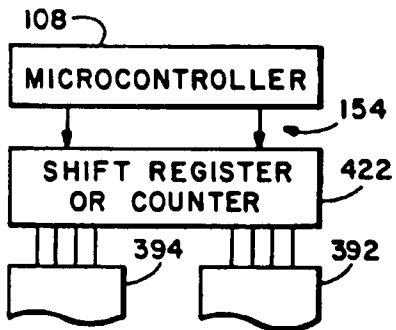 108
MICROCONTROLLER
154
SHIFT REGISTER
OR COUNTER
422
394
392